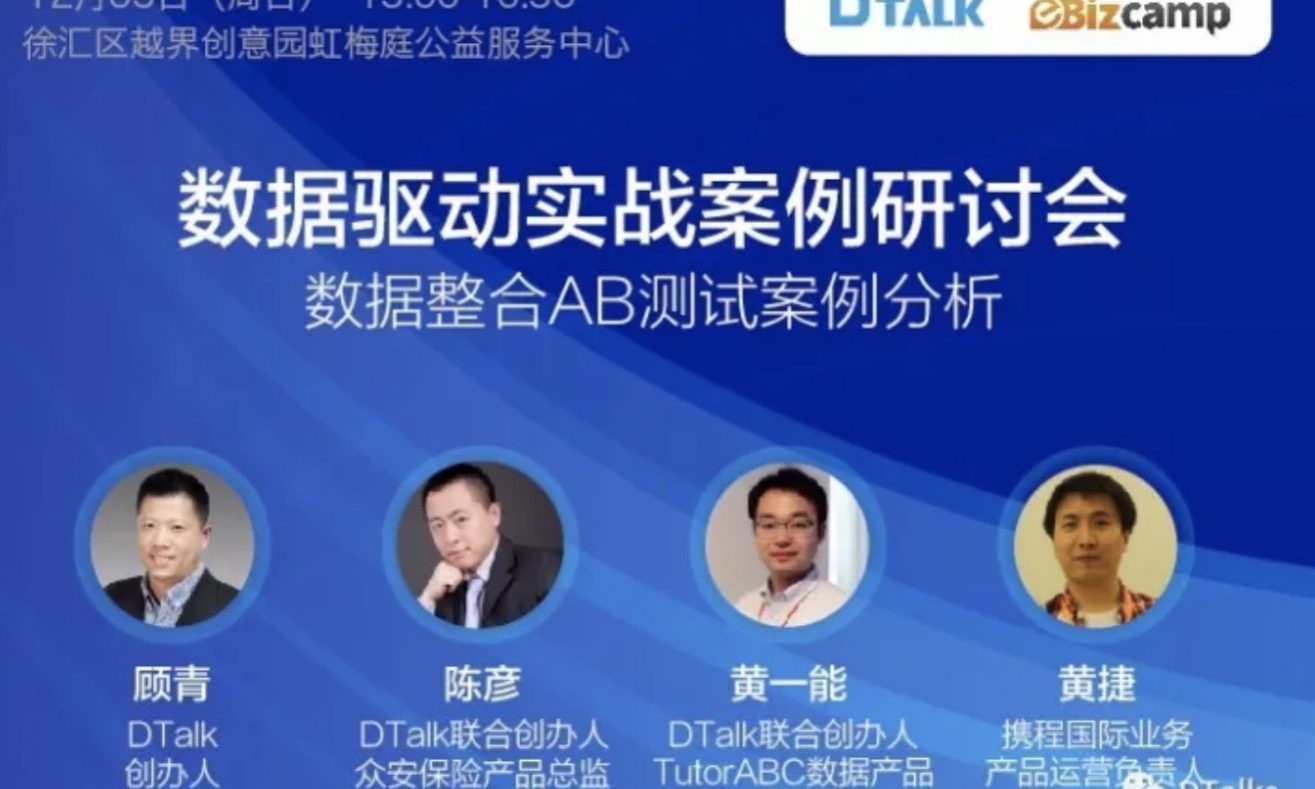 徐汇区越界创意园虹梅庭公益服务中心
DTALK
eBizcamp
数据驱动实战案例研讨会
数据整合AB测试案例分析
顾青
DTalk
创办人
陈彦
DTalk联合创办人
众安保险产品总监
黄一能
DTalk联合创办人
TutorABC数据产品
黄捷
携程国际业务
产品运营负责人
DTalks